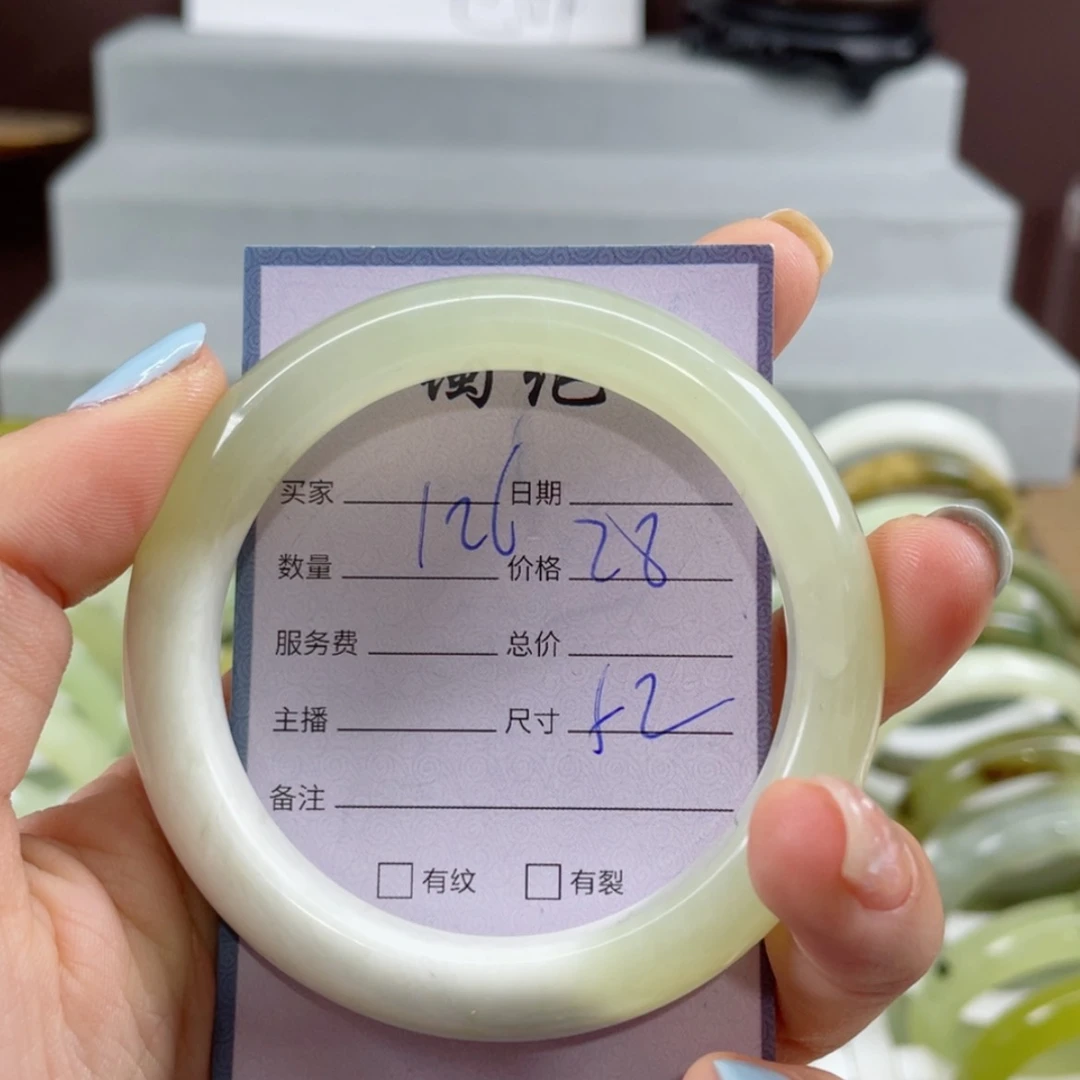 买家 日期
126
数量 价格 28
服务费 总价
主播 尺寸 52
备注
□ 有纹 □ 有裂